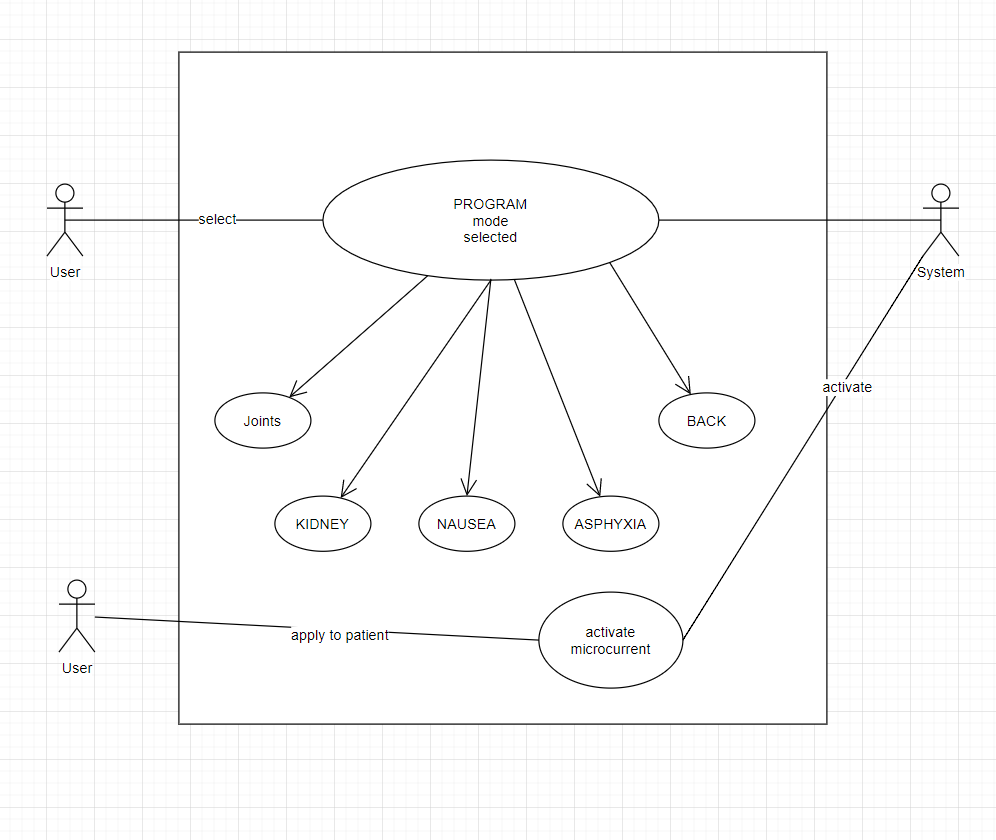 PROGRAM
mode
selected
select
User
System
activate
Joints
BACK
KIDNEY
NAUSEA
ASPHYXIA
apply to patient
activate
microcurrent
User